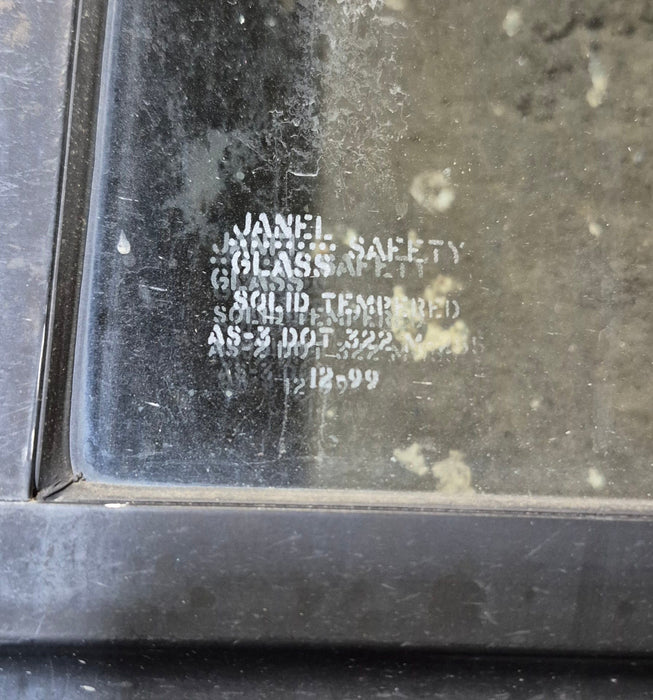 JANEL SAFETY
GLASS
SOLID TEMPERED
AS-3 DOT 322 M
12-99